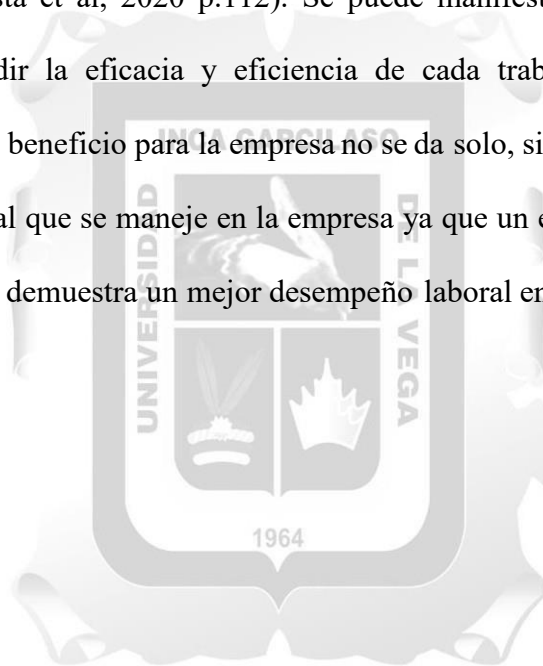 sta et al, 2020 p.112). Se puede manifest
dir la eficacia y eficiencia de cada trab
beneficio para la empresa no se da solo, si
al que se maneje en la empresa ya que un e
demuestra un mejor desempeño laboral en
INCA GARCILASO
UNIVERSIDAD
DE LA VEGA
1964